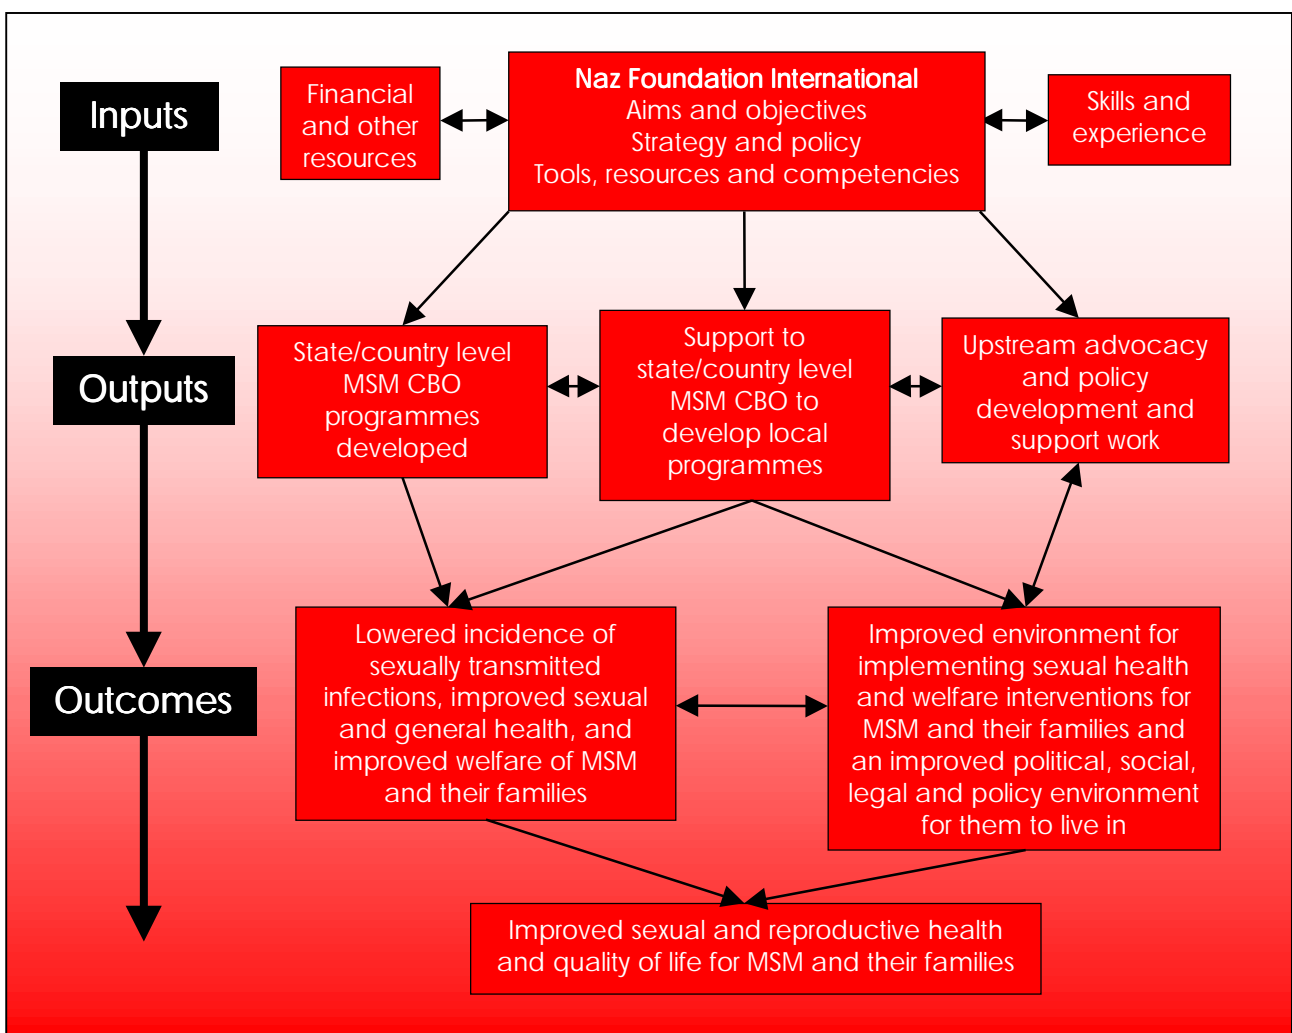 Inputs
Financial
and other
resources
Naz Foundation International
Aims and objectives
Strategy and policy
Tools, resources and competencies
Skills and
experience
Outputs
State/country level
MSM CBO
programmes
developed
Support to
state/country level
MSM CBO to
develop local
programmes
Upstream advocacy
and policy
development and
support work
Outcomes
Lowered incidence of
sexually transmitted
infections, improved sexual
and general health, and
improved welfare of MSM
and their families
Improved environment for
implementing sexual health
and welfare interventions for
MSM and their families and
an improved political, social,
legal and policy environment
for them to live in
Improved sexual and reproductive health
and quality of life for MSM and their families